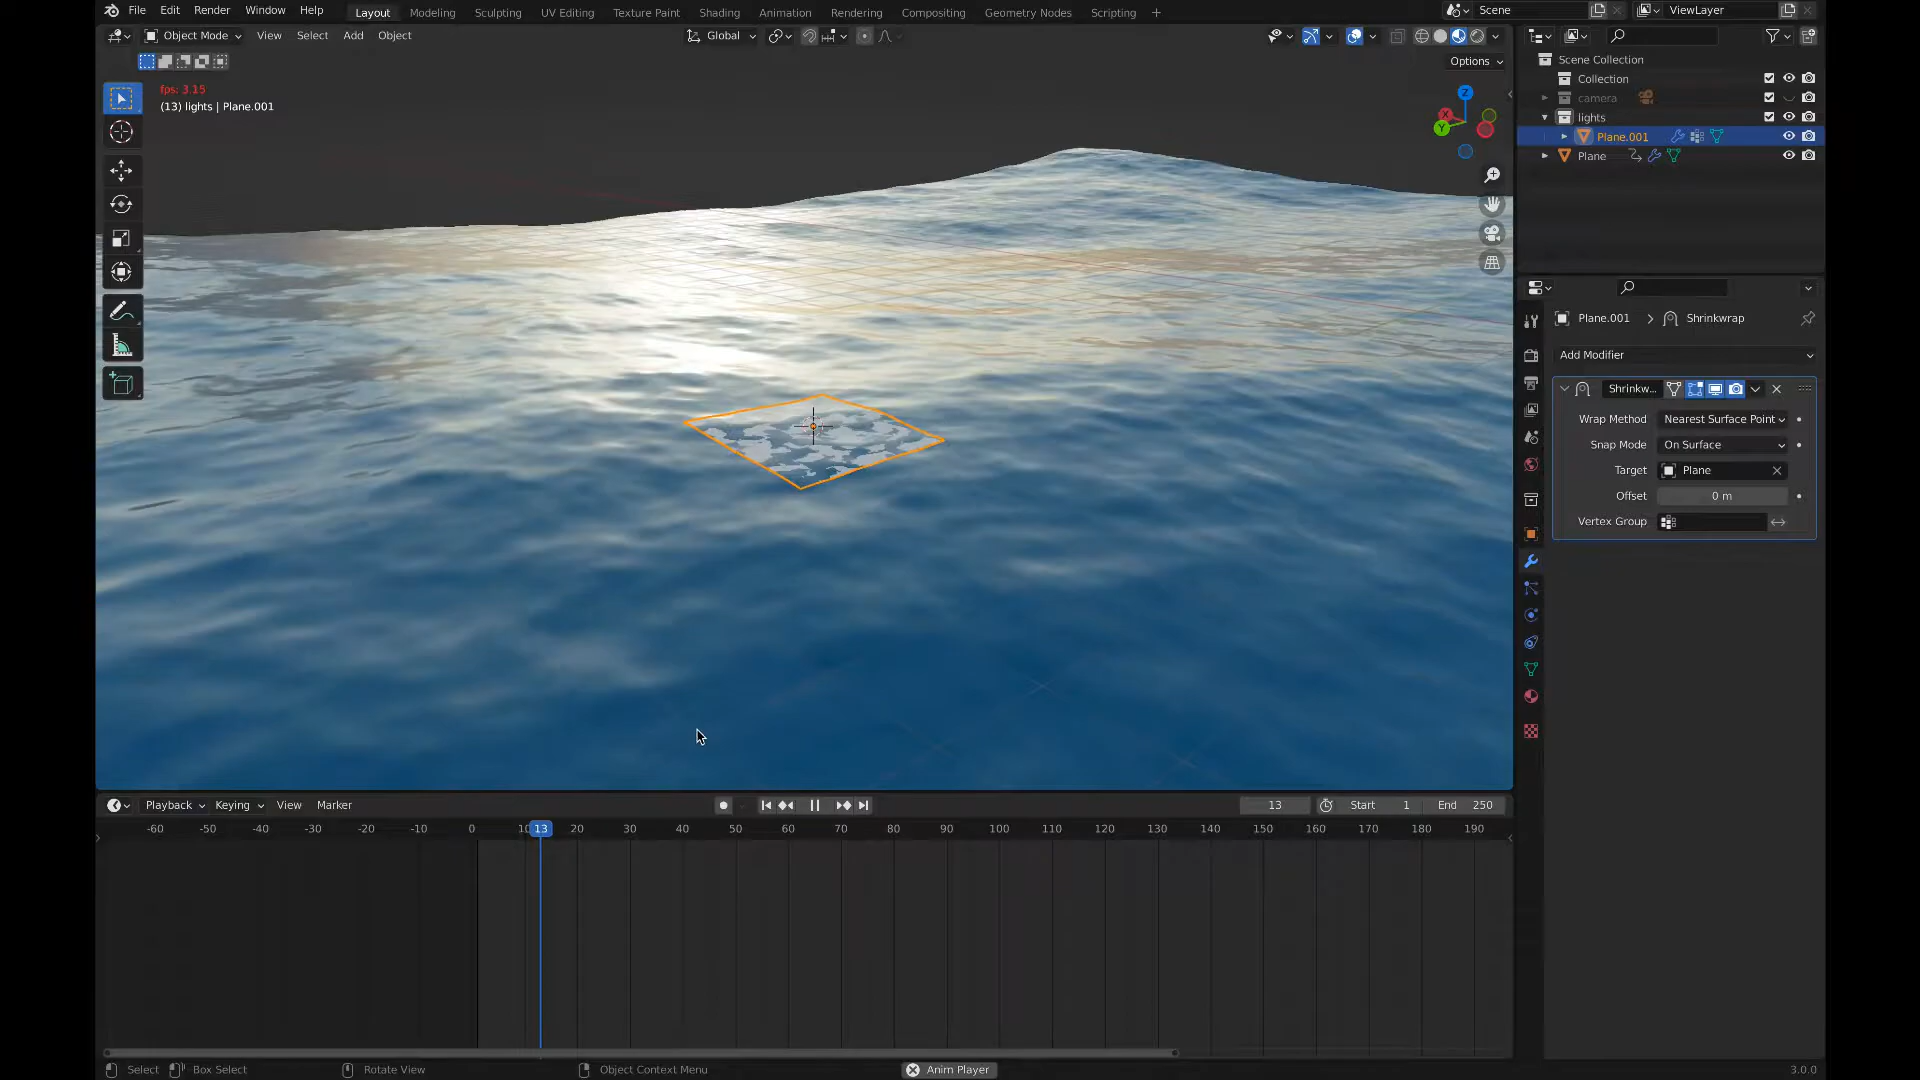 File Edit Render Window Help Layout Modeling Sculpting UV Editing Texture Paint Shading Animation Rendering Compositing Geometry Nodes Scripting + Scene ViewLayer
Object Mode View Select Add Object Global
Options
fps: 3.15
(13) lights | Plane.001
Z
X
Y
Scene Collection
Collection
camera
lights
Plane.001
Plane
Plane.001 > Shrinkwrap
Add Modifier
Shrinkw...
Wrap Method Nearest Surface Point
Snap Mode On Surface
Target Plane
Offset 0 m
Vertex Group
Playback Keying View Marker 13 Start 1 End 250
-60 -50 -40 -30 -20 -10 0 10 13 20 30 40 50 60 70 80 90 100 110 120 130 140 150 160 170 180 190
Select Box Select Rotate View Object Context Menu Anim Player 3.0.0